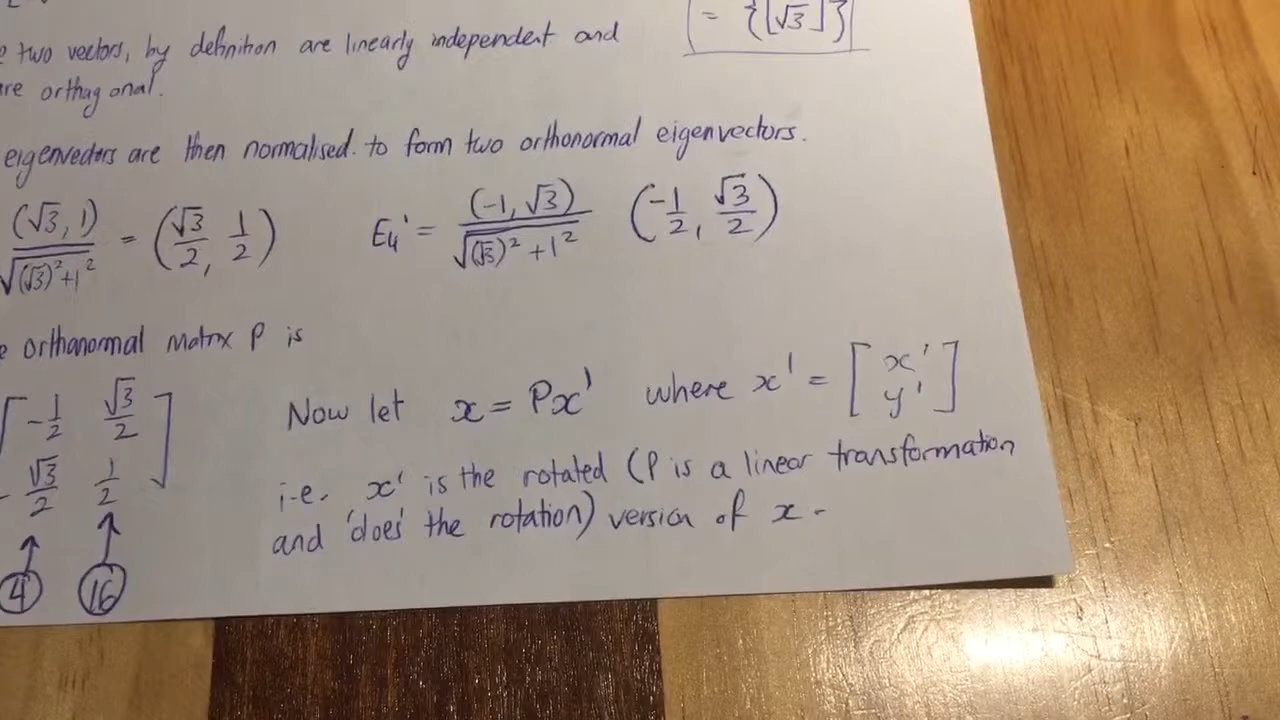 = {[√3]}
two vectors, by definition are linearly independent and
are orthogonal.
eigenvectors are then normalised. to form two orthonormal eigenvectors.
(√3, 1) / √((√3)² + 1²) = (√3/2, 1/2) E₄' = (-1, √3) / √((√3)² + 1²) (-1/2, √3/2)
orthonormal matrix P is
Now let x = Px' where x' = [x' y']
[-1/2 √3/2
√3/2 1/2]
i.e. x' is the rotated (P is a linear transformation
and 'does' the rotation) version of x.
4 16